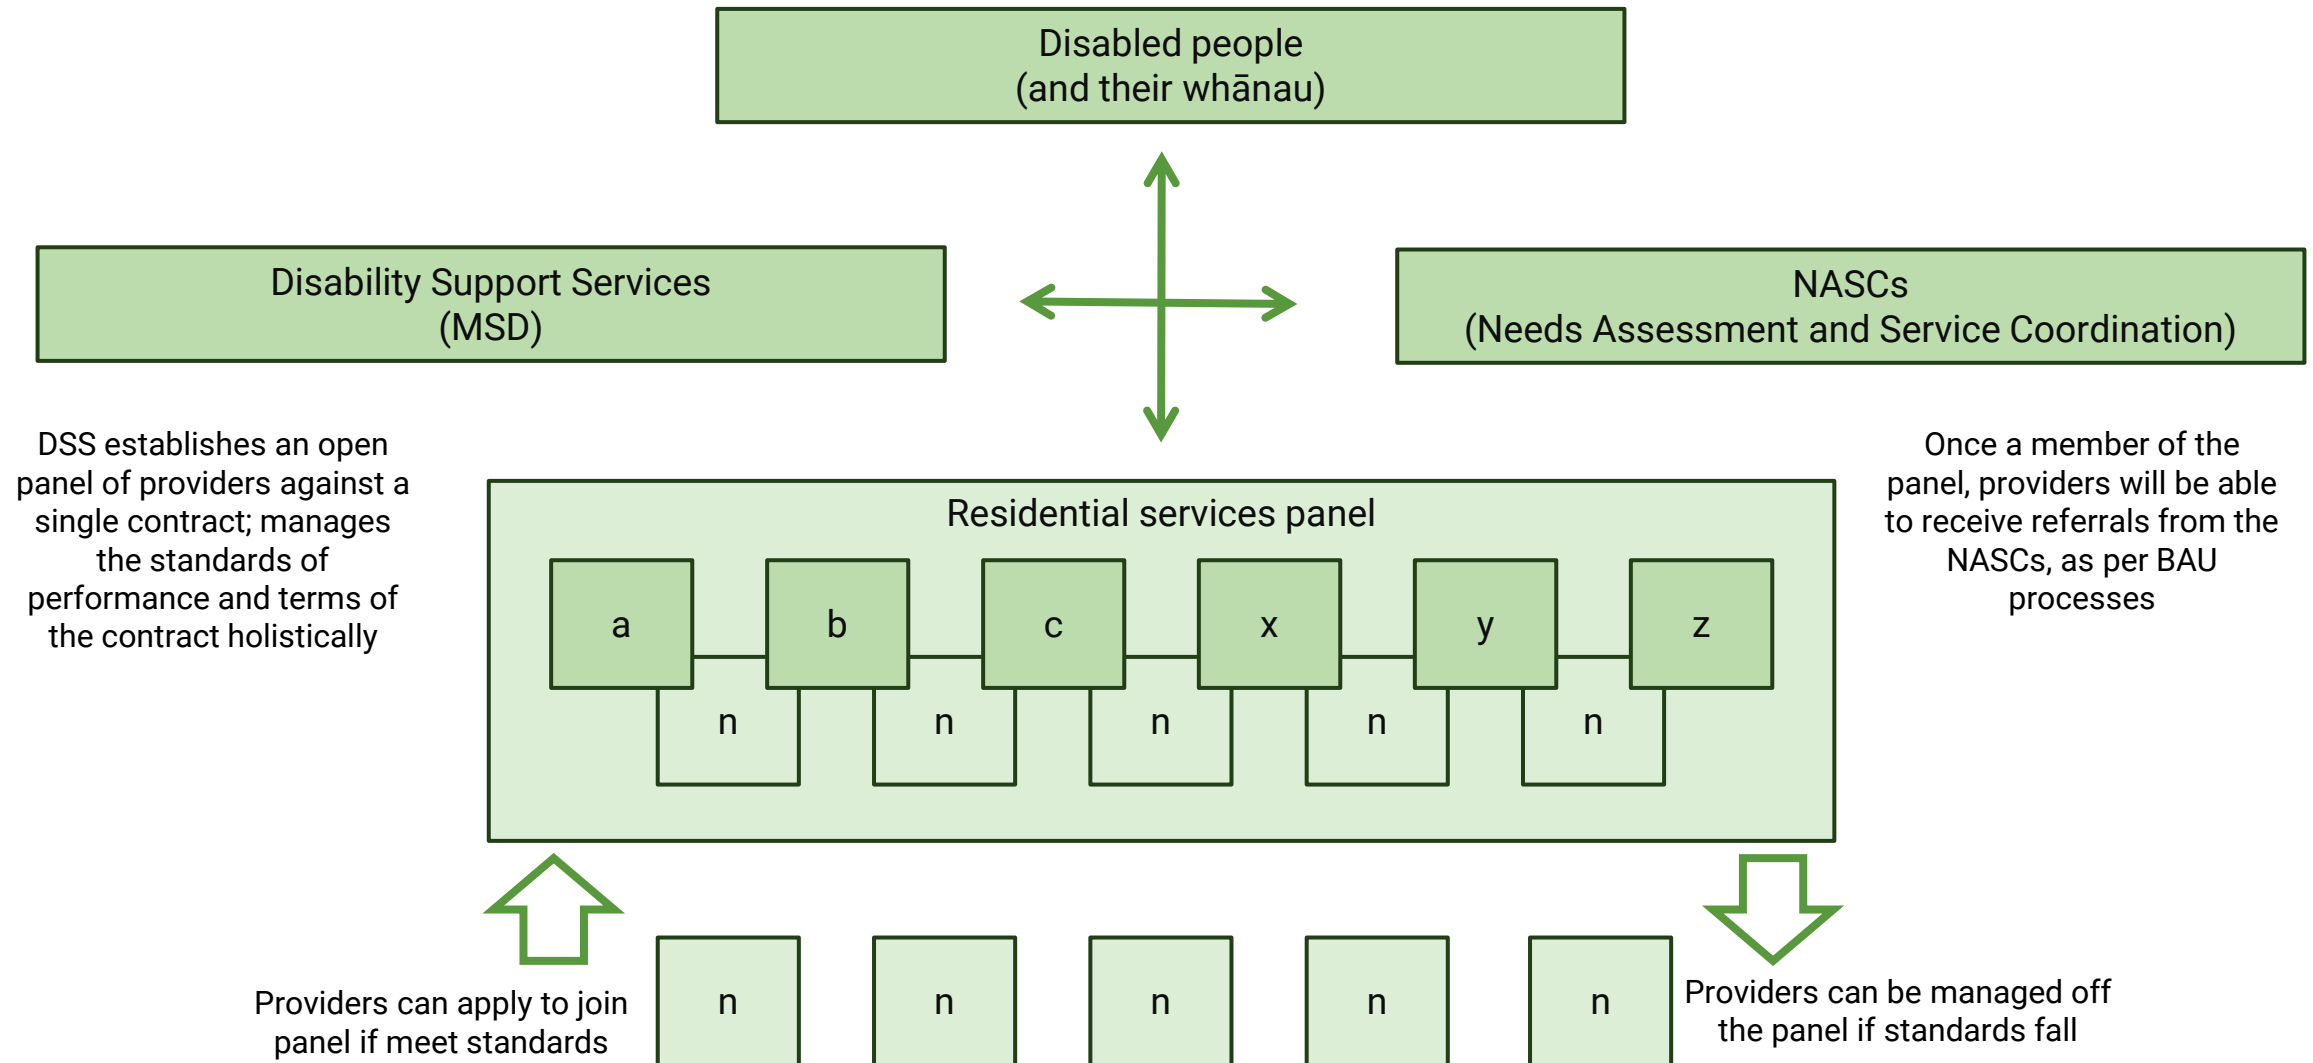 Disabled people
(and their whānau)
Disability Support Services
(MSD)
NASCs
(Needs Assessment and Service Coordination)
DSS establishes an open
panel of providers against a
single contract; manages
the standards of
performance and terms of
the contract holistically
Once a member of the
panel, providers will be able
to receive referrals from the
NASCs, as per BAU
processes
Residential services panel
a
b
c
x
y
z
n
n
n
n
n
Providers can apply to join
panel if meet standards
n
n
n
n
n
Providers can be managed off
the panel if standards fall